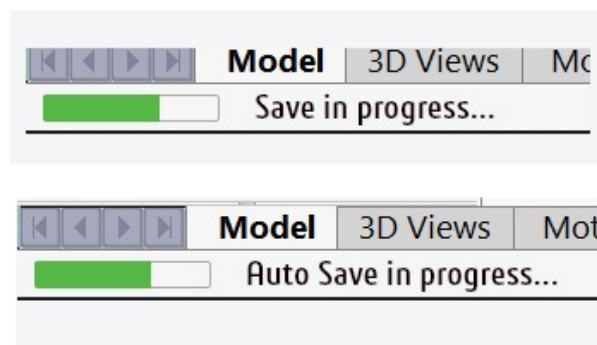 Model 3D Views
Save in progress...
Model 3D Views
Auto Save in progress...